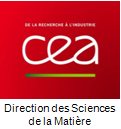 DE LA RECHERCHE À L'INDUSTRIE
cea
Direction des Sciences
de la Matière